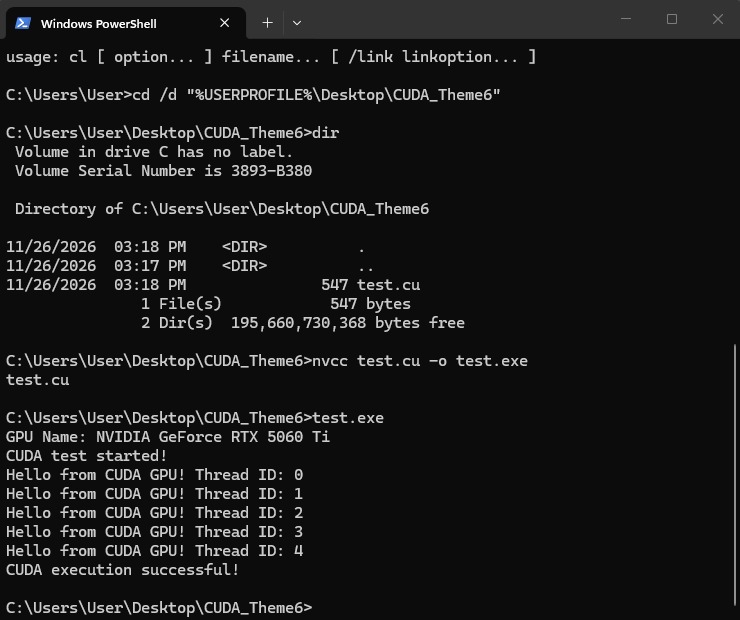 Windows PowerShell
usage: cl [ option... ] filename... [ /link linkoption... ]
C:\Users\User>cd /d "%USERPROFILE%\Desktop\CUDA_Theme6"
C:\Users\User\Desktop\CUDA_Theme6>dir
 Volume in drive C has no label.
 Volume Serial Number is 3893-B380
 Directory of C:\Users\User\Desktop\CUDA_Theme6
11/26/2026  03:18 PM    <DIR>          .
11/26/2026  03:17 PM    <DIR>          ..
11/26/2026  03:18 PM               547 test.cu
               1 File(s)            547 bytes
               2 Dir(s)  195,660,730,368 bytes free
C:\Users\User\Desktop\CUDA_Theme6>nvcc test.cu -o test.exe
test.cu
C:\Users\User\Desktop\CUDA_Theme6>test.exe
GPU Name: NVIDIA GeForce RTX 5060 Ti
CUDA test started!
Hello from CUDA GPU! Thread ID: 0
Hello from CUDA GPU! Thread ID: 1
Hello from CUDA GPU! Thread ID: 2
Hello from CUDA GPU! Thread ID: 3
Hello from CUDA GPU! Thread ID: 4
CUDA execution successful!
C:\Users\User\Desktop\CUDA_Theme6>